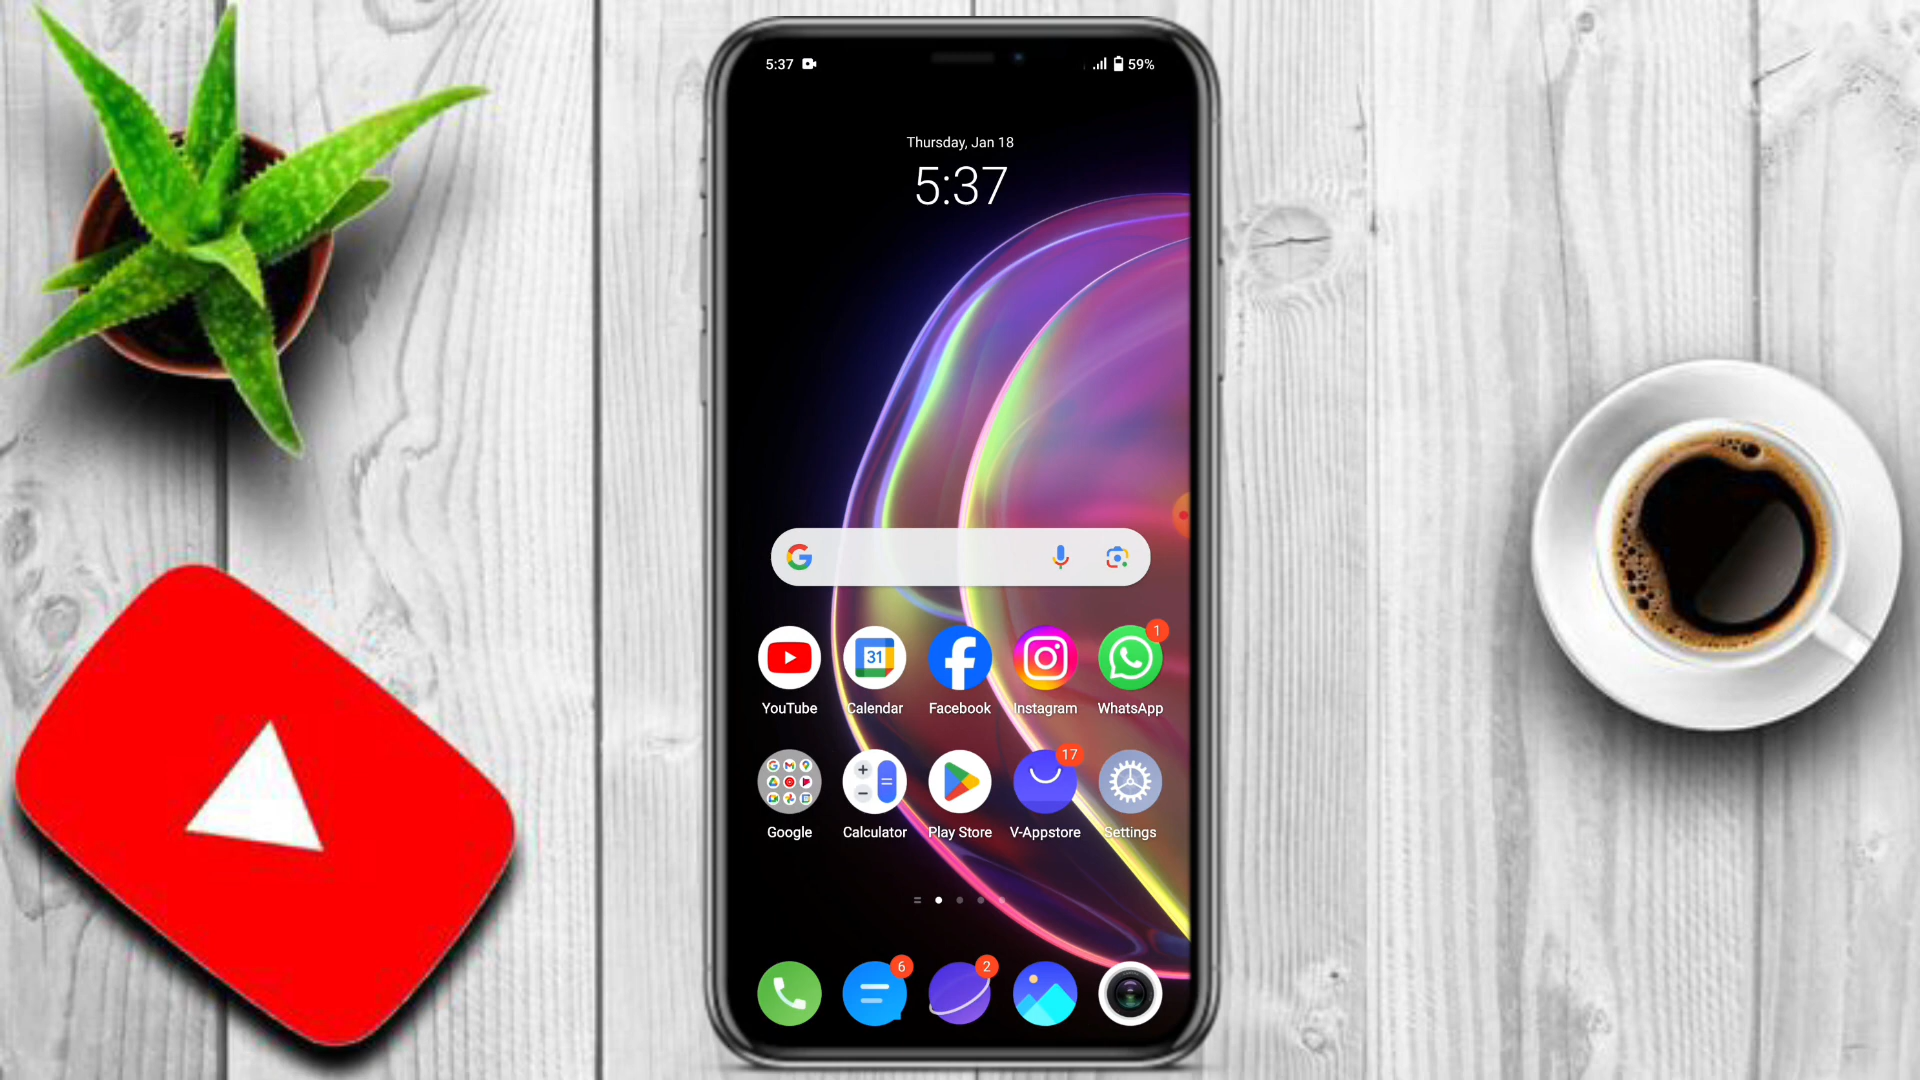 5:37
59%
Thursday, Jan 18
5:37
1
31
YouTube Calendar Facebook Instagram WhatsApp
17
Google Calculator Play Store V-Appstore Settings
6 2